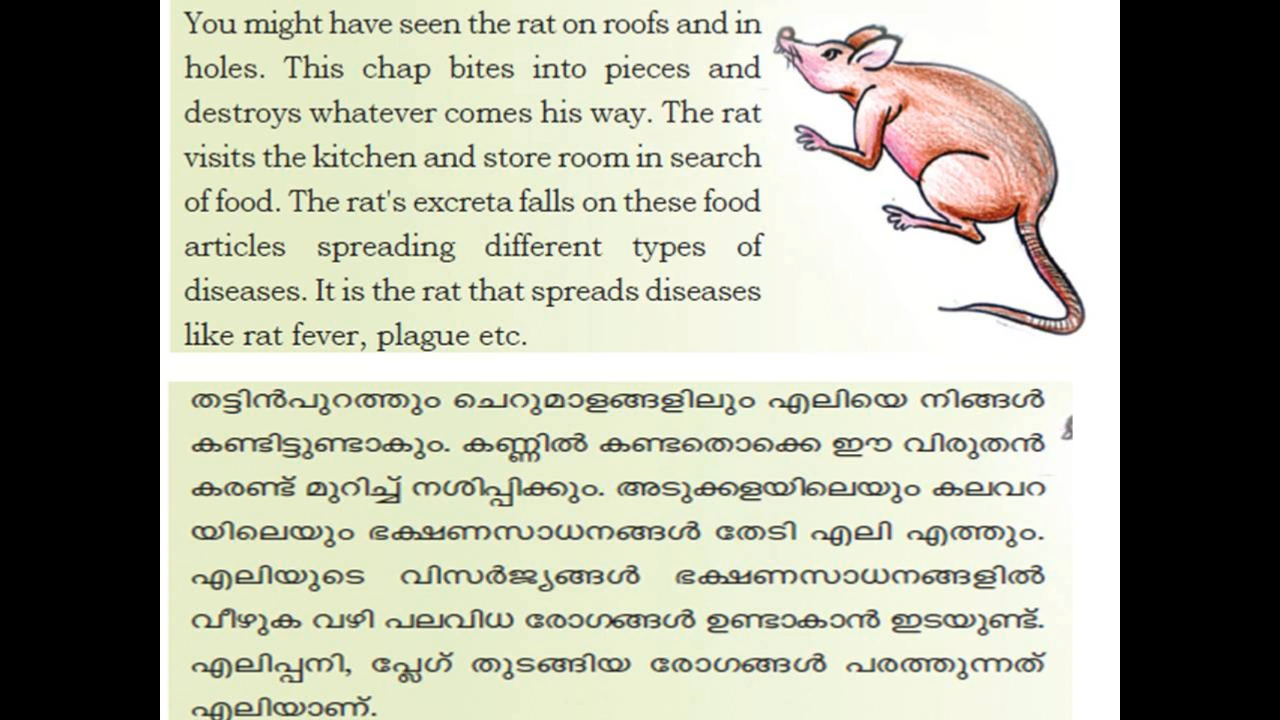 You might have seen the rat on roofs and in
holes. This chap bites into pieces and
destroys whatever comes his way. The rat
visits the kitchen and store room in search
of food. The rat's excreta falls on these food
articles spreading different types of
diseases. It is the rat that spreads diseases
like rat fever, plague etc.
തട്ടിൻപുറത്തും ചെറുമാളങ്ങളിലും എലിയെ നിങ്ങൾ
കണ്ടിട്ടുണ്ടാകും. കണ്ണിൽ കണ്ടതൊക്കെ ഈ വിരുതൻ
കരണ്ട് മുറിച്ച് നശിപ്പിക്കും. അടുക്കളയിലെയും കലവറ
യിലെയും ഭക്ഷണസാധനങ്ങൾ തേടി എലി എത്തും.
എലിയുടെ വിസർജ്യങ്ങൾ ഭക്ഷണസാധനങ്ങളിൽ
വീഴുക വഴി പലവിധ രോഗങ്ങൾ ഉണ്ടാകാൻ ഇടയുണ്ട്.
എലിപ്പനി, പ്ലേഗ് തുടങ്ങിയ രോഗങ്ങൾ പരത്തുന്നത്
എലിയാണ്.